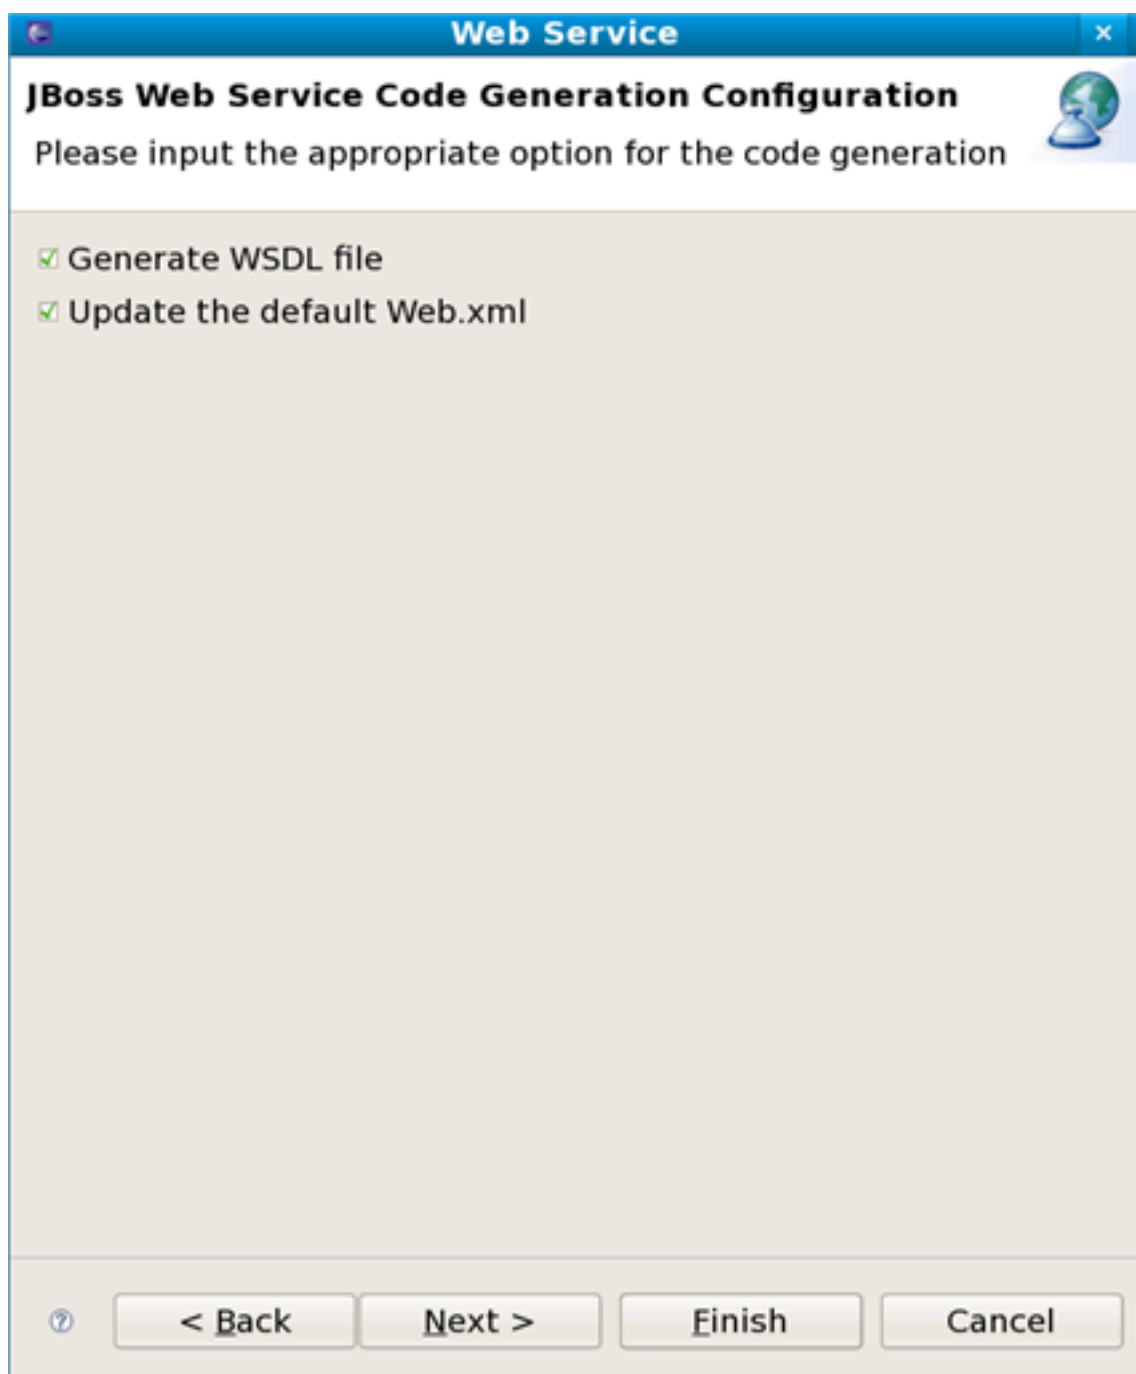 Web Service
JBoss Web Service Code Generation Configuration
Please input the appropriate option for the code generation
Generate WSDL file
Update the default Web.xml
? < Back Next > Finish Cancel